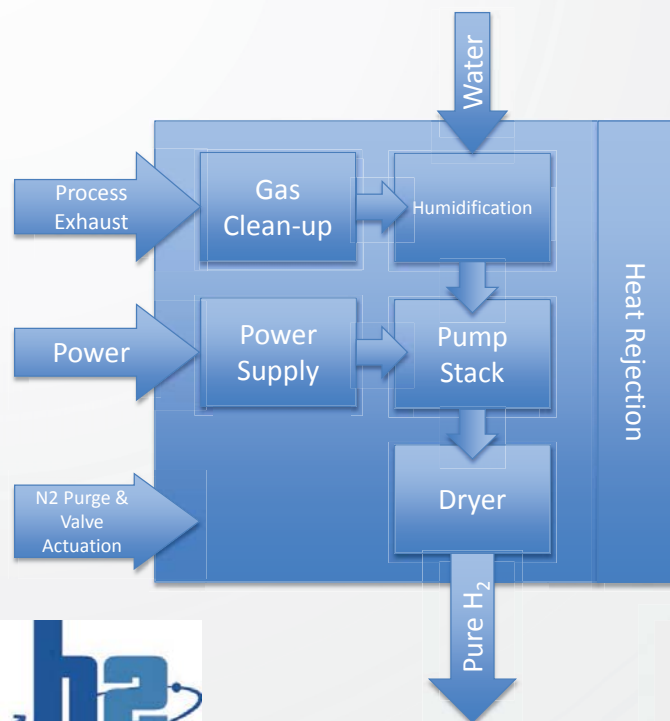 Water
Process
Exhaust
Gas
Clean-up
Humidification
Heat Rejection
Power
Power
Supply
Pump
Stack
N2 Purge &
Valve
Actuation
Dryer
Pure H₂
h2